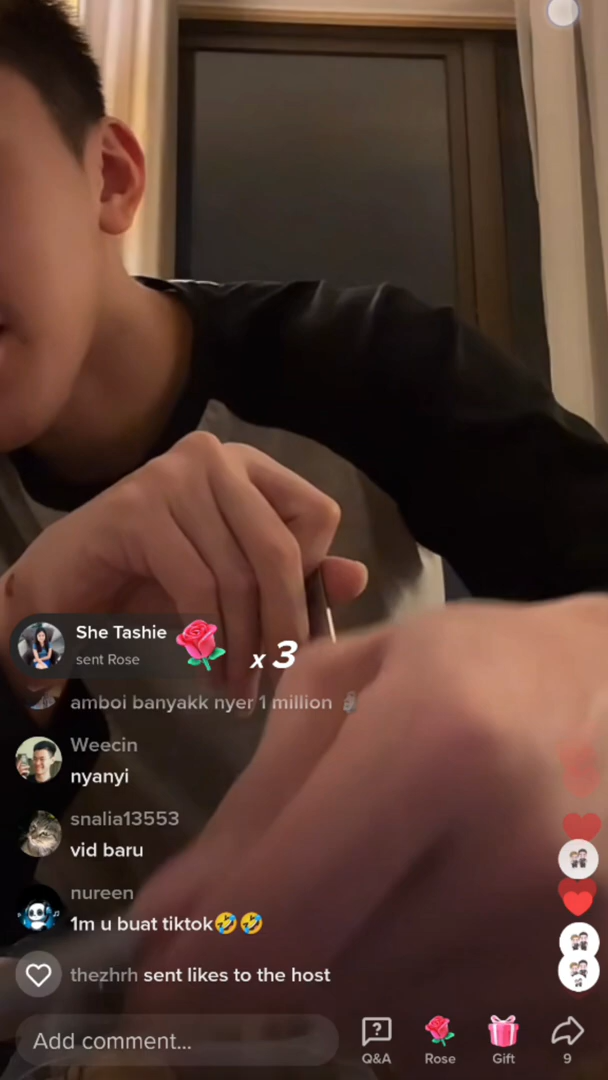 She Tashie
sent Rose
x 3
amboi banyakk nyer 1 million
Weecin
nyanyi
snalia13553
vid baru
nureen
1m u buat tiktok🤣🤣
thezhrh sent likes to the host
Add comment...
Q&A
Rose
Gift
9